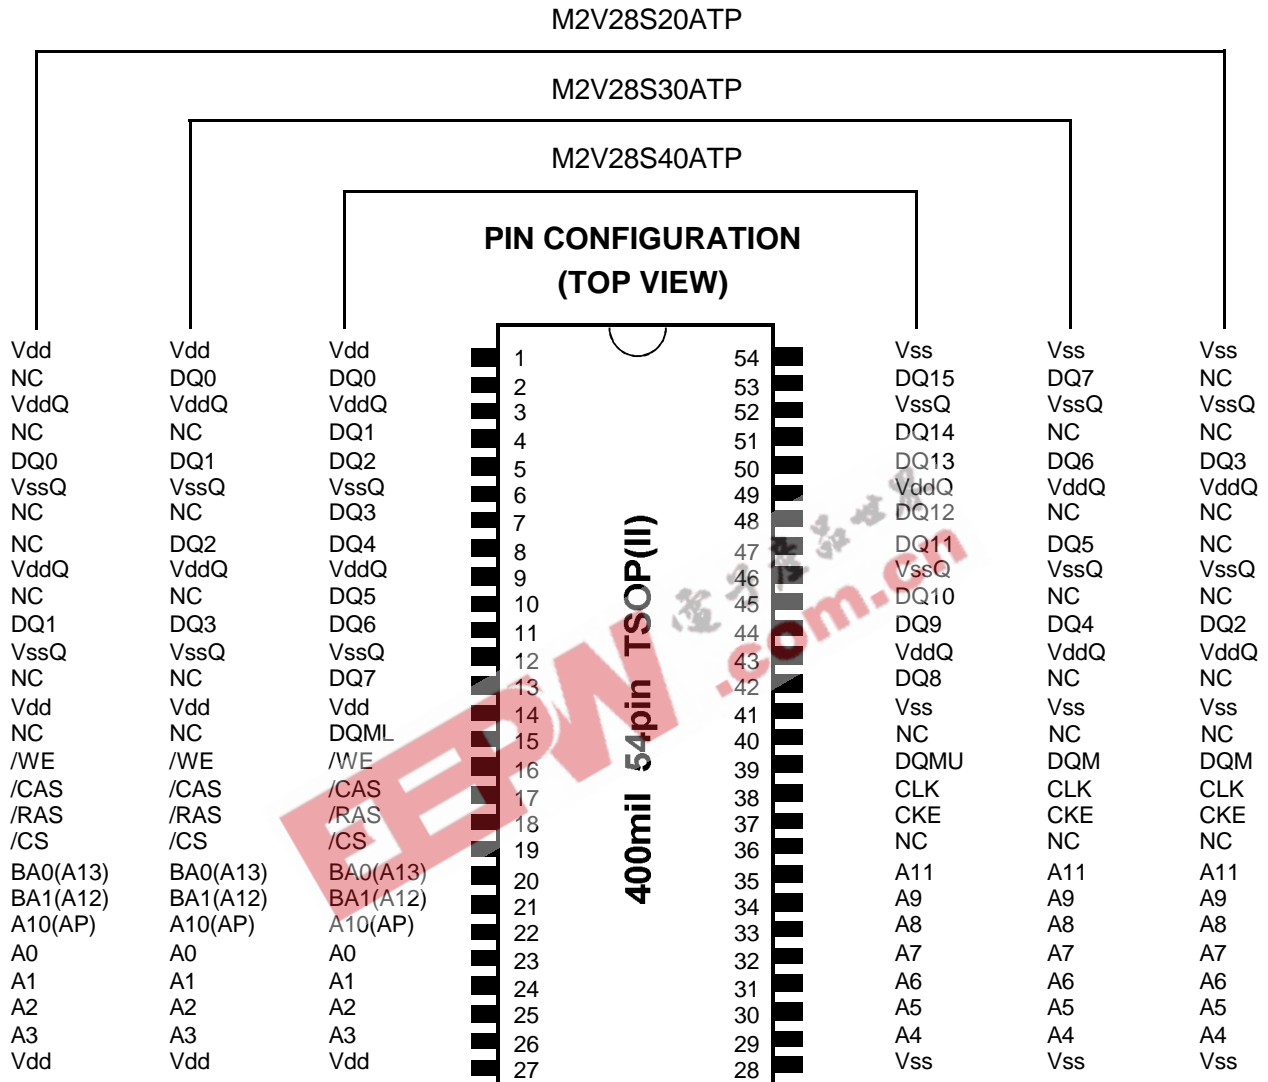 M2V28S20ATP
M2V28S30ATP
M2V28S40ATP
PIN CONFIGURATION
(TOP VIEW)
Vdd Vdd Vdd 1 54 Vss Vss Vss
NC DQ0 DQ0 2 53 DQ15 DQ7 NC
VddQ VddQ VddQ 3 52 VssQ VssQ VssQ
NC NC DQ1 4 51 DQ14 NC NC
DQ0 DQ1 DQ2 5 50 DQ13 DQ6 DQ3
VssQ VssQ VssQ 6 49 VddQ VddQ VddQ
NC NC DQ3 7 48 DQ12 NC NC
NC DQ2 DQ4 8 47 DQ11 DQ5 NC
VddQ VddQ VddQ 9 46 VssQ VssQ VssQ
NC NC DQ5 10 45 DQ10 NC NC
DQ1 DQ3 DQ6 11 44 DQ9 DQ4 DQ2
VssQ VssQ VssQ 12 43 VddQ VddQ VddQ
NC NC DQ7 13 42 DQ8 NC NC
Vdd Vdd Vdd 14 41 Vss Vss Vss
NC NC DQML 15 40 NC NC NC
/WE /WE /WE 16 39 DQMU DQM DQM
/CAS /CAS /CAS 17 38 CLK CLK CLK
/RAS /RAS /RAS 18 37 CKE CKE CKE
/CS /CS /CS 19 36 NC NC NC
BA0(A13) BA0(A13) BA0(A13) 20 35 A11 A11 A11
BA1(A12) BA1(A12) BA1(A12) 21 34 A9 A9 A9
A10(AP) A10(AP) A10(AP) 22 33 A8 A8 A8
A0 A0 A0 23 32 A7 A7 A7
A1 A1 A1 24 31 A6 A6 A6
A2 A2 A2 25 30 A5 A5 A5
A3 A3 A3 26 29 A4 A4 A4
Vdd Vdd Vdd 27 28 Vss Vss Vss
400mil 54pin TSOP(II)
EEPW.com.cn
电子产品世界